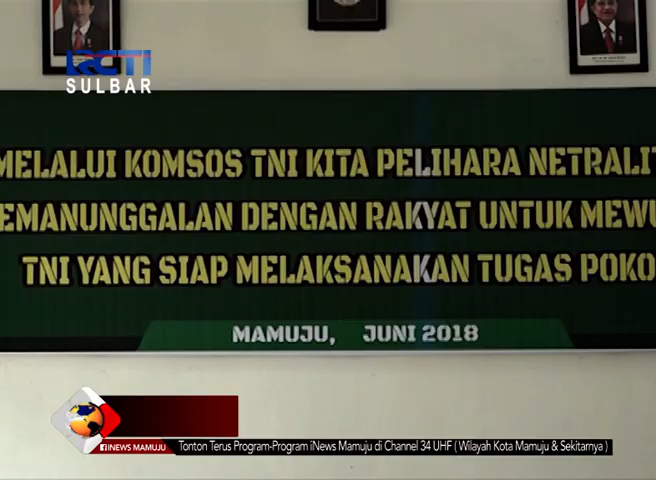 RCTI
SULBAR
MELALUI KOMSOS TNI KITA PELIHARA NETRALIT
EMANUNGGALAN DENGAN RAKYAT UNTUK MEWU
TNI YANG SIAP MELAKSANAKAN TUGAS POKO
MAMUJU, JUNI 2018
INEWS MAMUJU Tonton Terus Program-Program iNews Mamuju di Channel 34 UHF ( Wilayah Kota Mamuju & Sekitarnya )